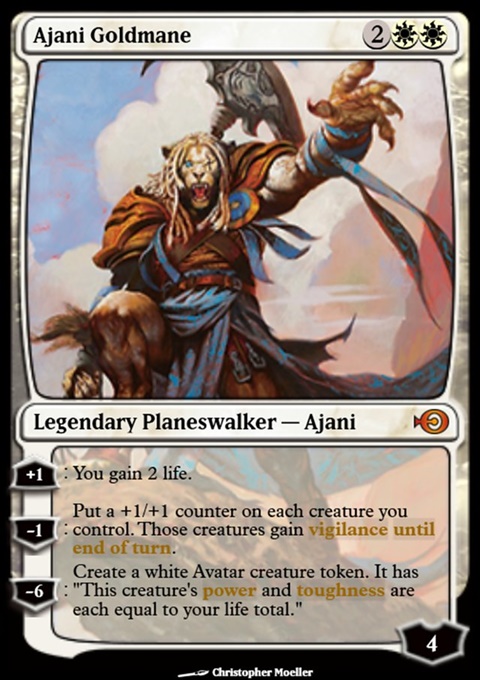 Ajani Goldmane
2
Legendary Planeswalker — Ajani
+1 : You gain 2 life.
Put a +1/+1 counter on each creature you
-1 : control. Those creatures gain vigilance until
end of turn.
Create a white Avatar creature token. It has
-6 : "This creature's power and toughness are
each equal to your life total."
4
Christopher Moeller